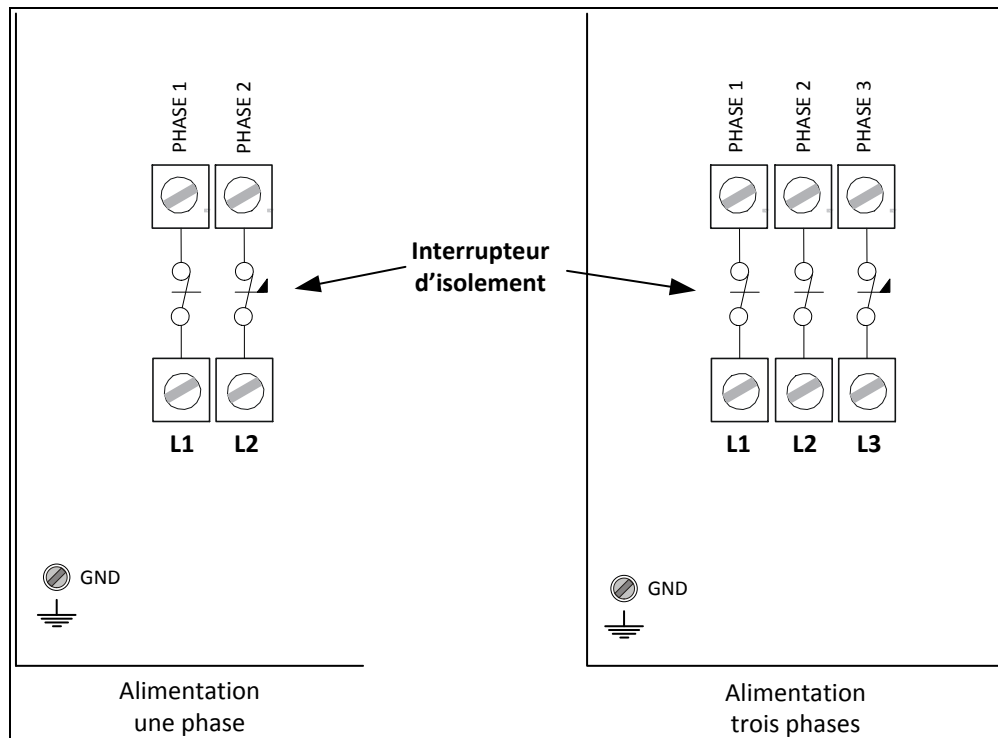 PHASE 1
PHASE 2
L1
L2
GND
Alimentation
une phase
Interrupteur
d’isolement
PHASE 1
PHASE 2
PHASE 3
L1
L2
L3
GND
Alimentation
trois phases